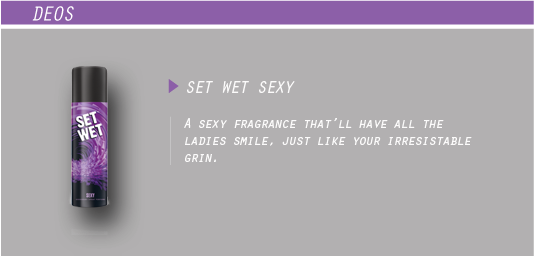 DEOS
SET WET SEXY
A SEXY FRAGRANCE THAT'LL HAVE ALL THE
LADIES SMILE, JUST LIKE YOUR IRRESISTABLE
GRIN.
SET
WET
SEXY